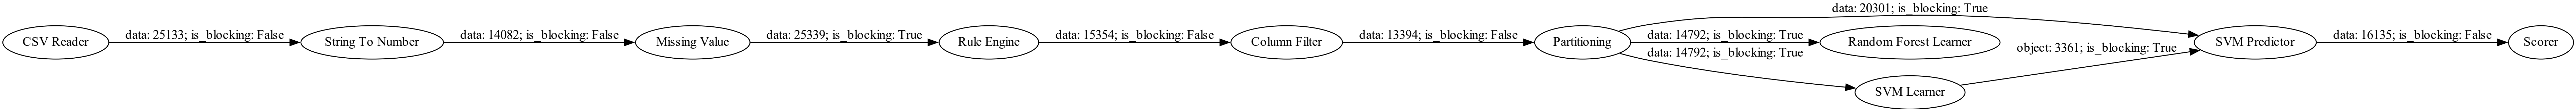 CSV Reader
data: 25133; is_blocking: False
String To Number
data: 14082; is_blocking: False
Missing Value
data: 25339; is_blocking: True
Rule Engine
data: 15354; is_blocking: False
Column Filter
data: 13394; is_blocking: False
Partitioning
data: 20301; is_blocking: True
data: 14792; is_blocking: True
Random Forest Learner
data: 14792; is_blocking: True
SVM Learner
object: 3361; is_blocking: True
SVM Predictor
data: 16135; is_blocking: False
Scorer